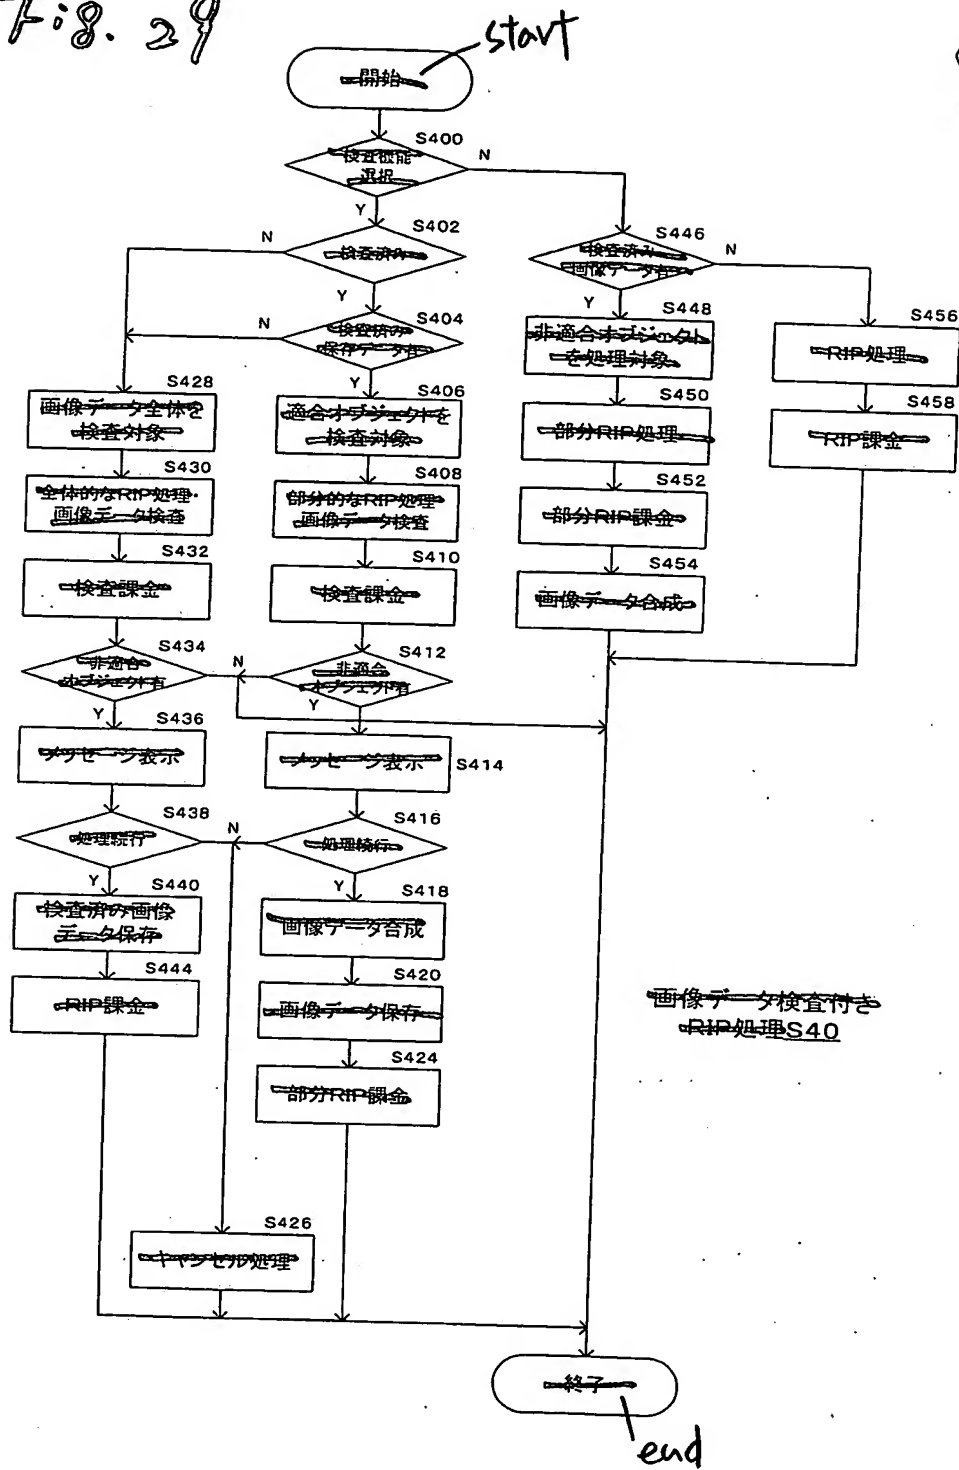 Fig. 29
start
開始
S400
検査機能
選択
N
Y
S402
検査済み
N
Y
S446
検査済み
画像データ有
N
Y
S404
検査済み
保存データ有
N
Y
S448
非適合オブジェクト
を処理対象
S456
RIP処理
S428
画像データ全体を
検査対象
S406
適合オブジェクトを
検査対象
S450
部分RIP処理
S458
RIP課金
S430
全体的なRIP処理・
画像データ検査
S408
部分的なRIP処理
画像データ検査
S452
部分RIP課金
S432
検査課金
S410
検査課金
S454
画像データ合成
S434
非適合
オブジェクト有
N
Y
S412
非適合
オブジェクト有
Y
S436
メッセージ表示
メッセージ表示
S414
S438
処理続行
N
Y
S416
処理続行
Y
S440
検査済み画像
データ保存
S418
画像データ合成
S444
RIP課金
S420
画像データ保存
画像データ検査付き
RIP処理S40
S424
部分RIP課金
S426
キャンセル処理
終了
end